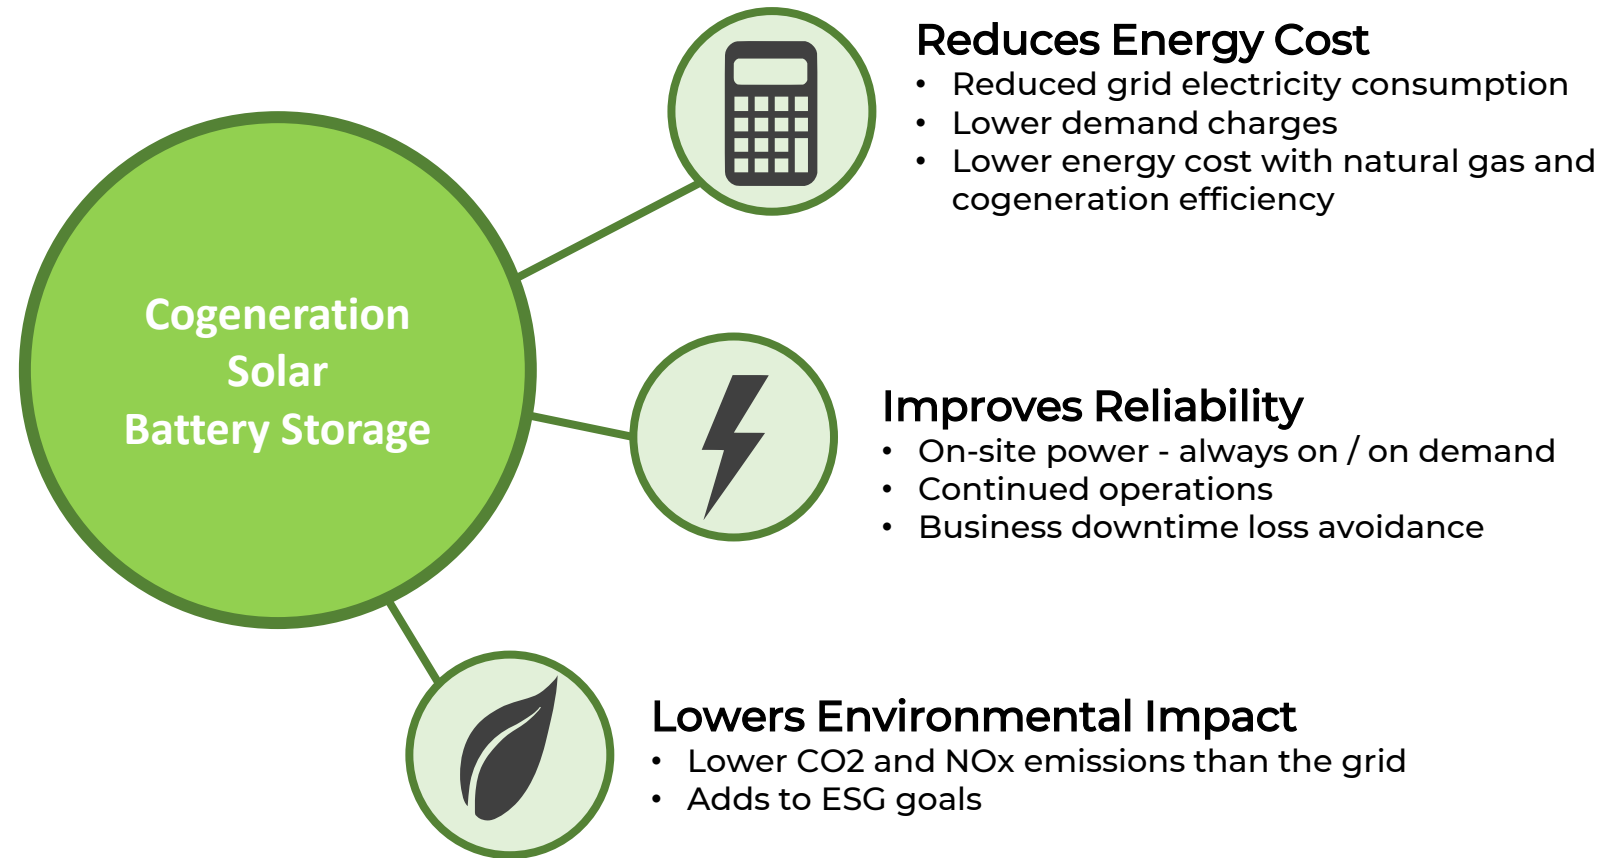 Cogeneration
Solar
Battery Storage
Reduces Energy Cost
• Reduced grid electricity consumption
• Lower demand charges
• Lower energy cost with natural gas and
cogeneration efficiency
Improves Reliability
• On-site power - always on / on demand
• Continued operations
• Business downtime loss avoidance
Lowers Environmental Impact
• Lower CO2 and NOx emissions than the grid
• Adds to ESG goals